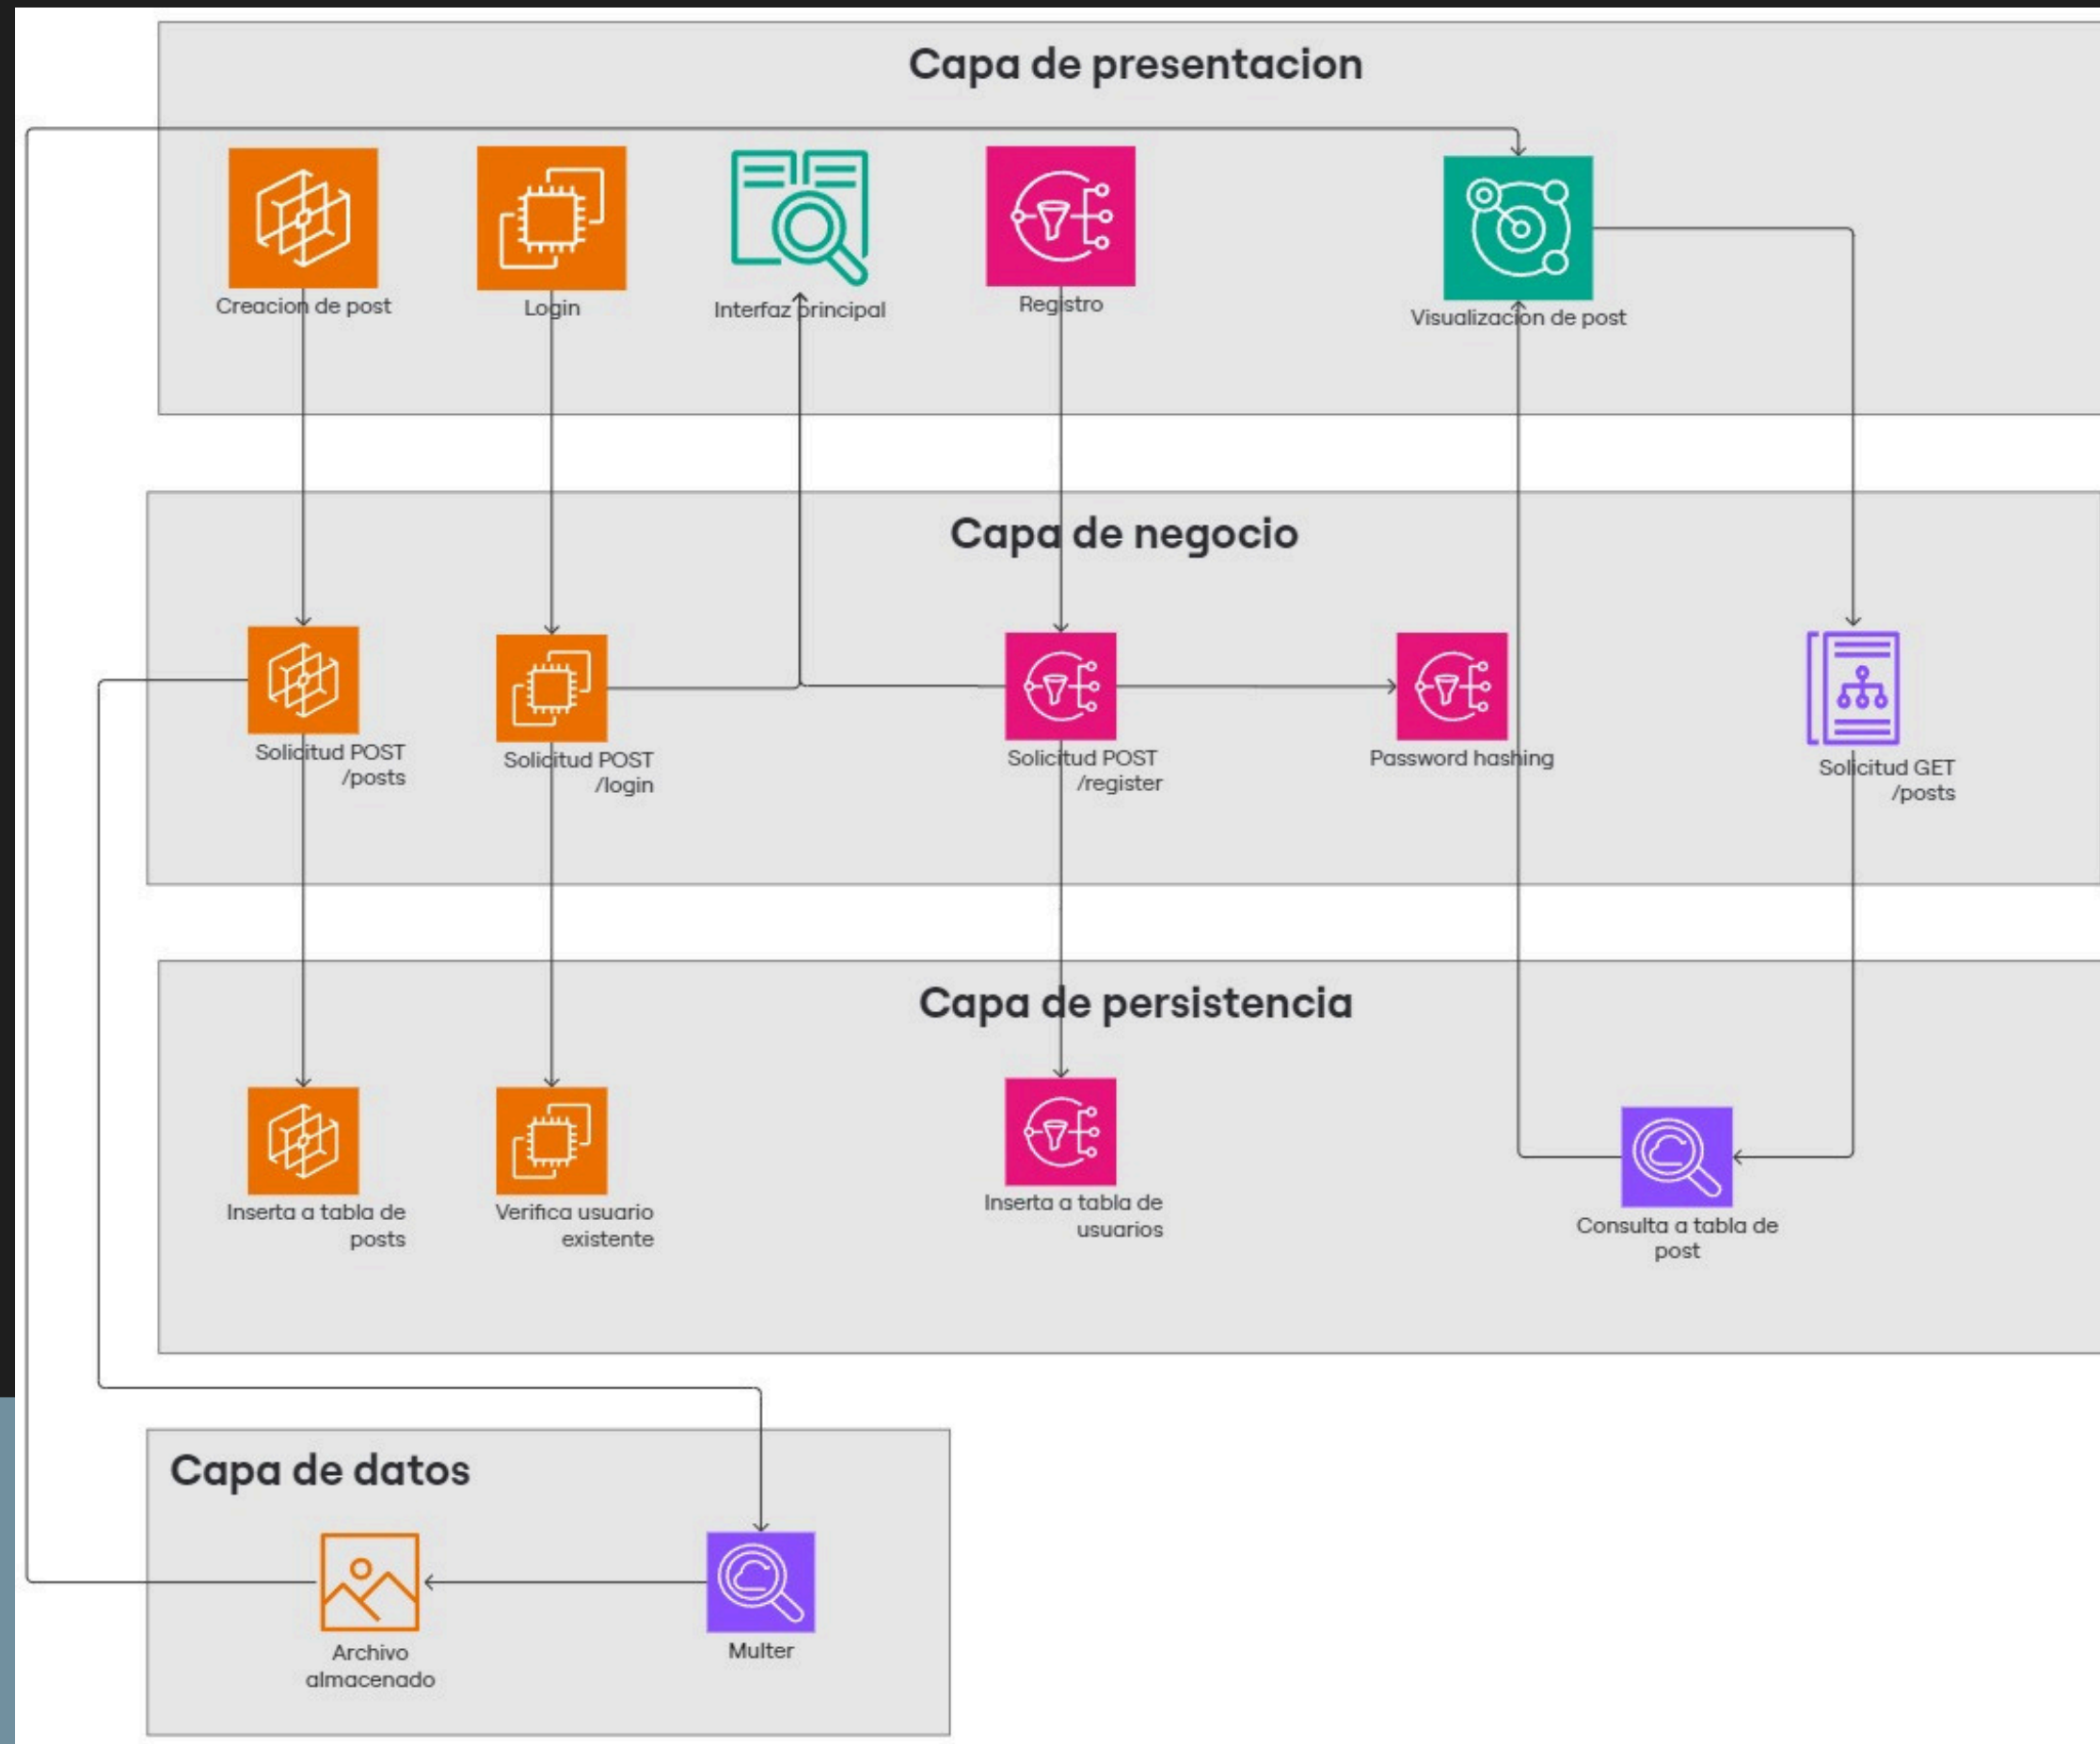 Capa de presentacion
Creacion de post
Login
Interfaz principal
Registro
Visualizacion de post
Capa de negocio
Solicitud POST
/posts
Solicitud POST
/login
Solicitud POST
/register
Password hashing
Solicitud GET
/posts
Capa de persistencia
Inserta a tabla de
posts
Verifica usuario
existente
Inserta a tabla de
usuarios
Consulta a tabla de
post
Capa de datos
Archivo
almacenado
Multer